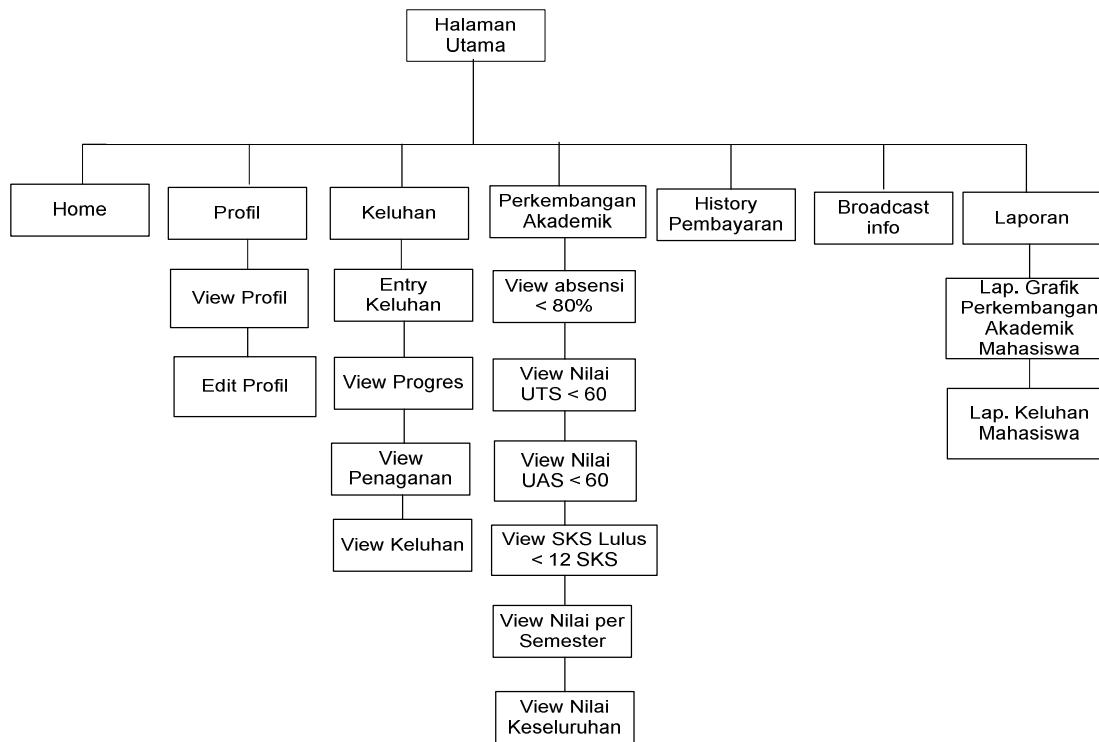 Halaman
Utama
Home
Profil
Keluhan
Perkembangan
Akademik
History
Pembayaran
Broadcast
info
Laporan
View Profil
Edit Profil
Entry
Keluhan
View Progres
View
Penaganan
View Keluhan
View absensi
< 80%
View Nilai
UTS < 60
View Nilai
UAS < 60
View SKS Lulus
< 12 SKS
View Nilai per
Semester
View Nilai
Keseluruhan
Lap. Grafik
Perkembangan
Akademik
Mahasiswa
Lap. Keluhan
Mahasiswa